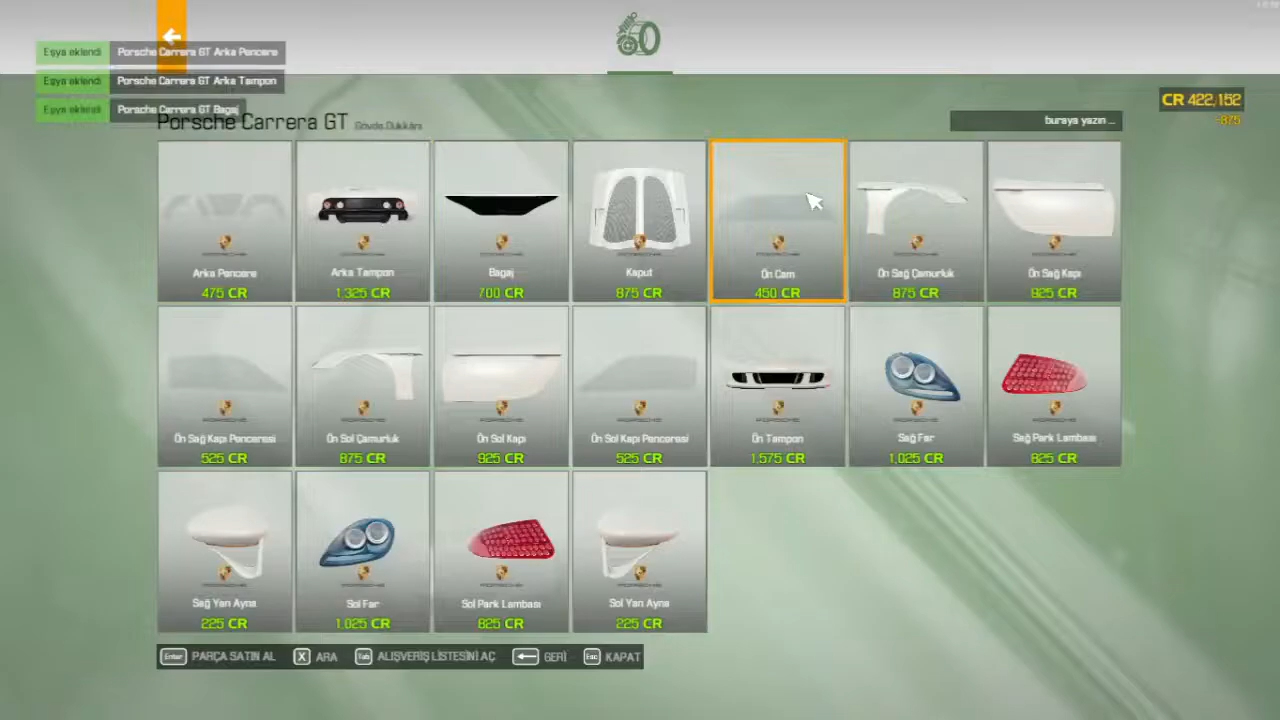 Eşya eklendi Porsche Carrera GT Arka Pencere
Eşya eklendi Porsche Carrera GT Arka Tampon
Eşya eklendi Porsche Carrera GT Bagaj
Porsche Carrera GT Gövde Dükkânı
buraya yazın ...
CR 422,152
-875
Arka Pencere
475 CR
Arka Tampon
1,325 CR
Bagaj
700 CR
Kaput
875 CR
Ön Cam
450 CR
Ön Sağ Çamurluk
875 CR
Ön Sağ Kapı
925 CR
Ön Sağ Kapı Penceresi
525 CR
Ön Sol Çamurluk
875 CR
Ön Sol Kapı
925 CR
Ön Sol Kapı Penceresi
525 CR
Ön Tampon
1,575 CR
Sağ Far
1,025 CR
Sağ Park Lambası
825 CR
Sağ Yan Ayna
225 CR
Sol Far
1,025 CR
Sol Park Lambası
825 CR
Sol Yan Ayna
225 CR
Enter PARÇA SATIN AL X ARA Tab ALIŞVERİŞ LİSTESİNİ AÇ GERİ Esc KAPAT